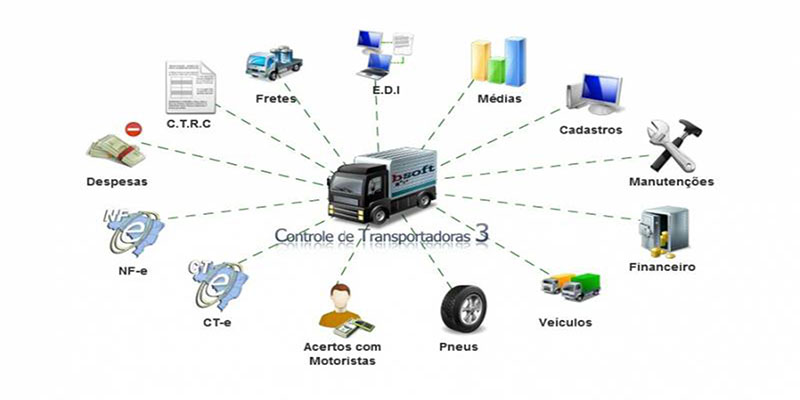 E.D.I
Fretes
Médias
C.T.R.C
Cadastros
Despesas
Manutenções
bsoft
Controle de Transportadoras 3
NF-e
NF
e
Financeiro
CT
e
CT-e
Acertos com
Motoristas
Pneus
Veículos